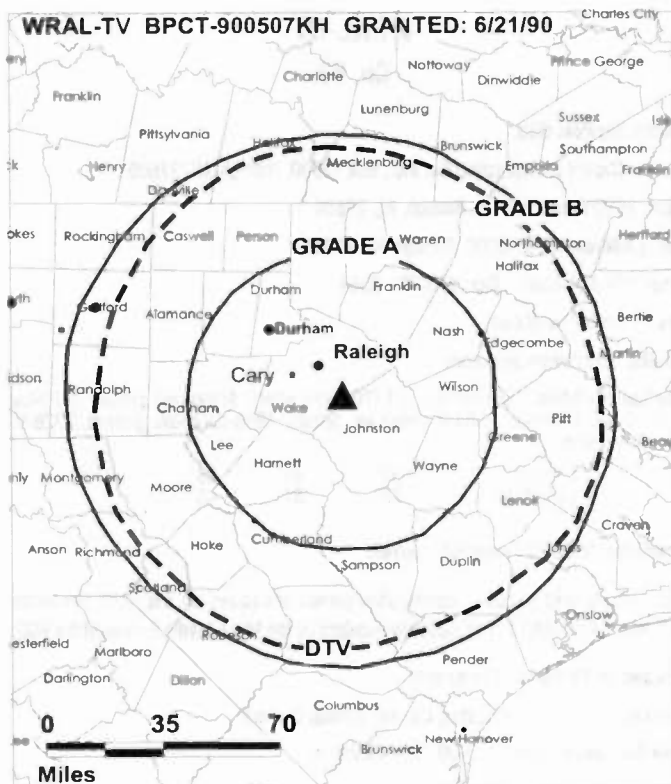 WRAL-TV BPCT-900507KH GRANTED: 6/21/90
Charles City
Nottoway
Prince George
Charlotte
Dinwiddie
Franklin
Lunenburg
Sussex
Pittsylvania
Halifax
Brunswick
Southampton
Henry
Mecklenburg
Emporia
Franklin
Danville
GRADE B
Rockingham
Caswell
Person
Warren
Northampton
Hertford
GRADE A
Halifax
Durham
Franklin
Guilford
Alamance
Bertie
Durham
Nash
Edgecombe
Raleigh
Martin
Cary
Randolph
Wilson
Chatham
Wake
Pitt
Johnston
Lee
Greene
Harnett
Wayne
Montgomery
Moore
Lenoir
Craven
Anson
Richmond
Hoke
Cumberland
Sampson
Duplin
Jones
Scotland
Onslow
Robeson
DTV
Marlboro
Pender
Darlington
Dillon
Columbus
0 35 70
New Hanover
Brunswick
Miles